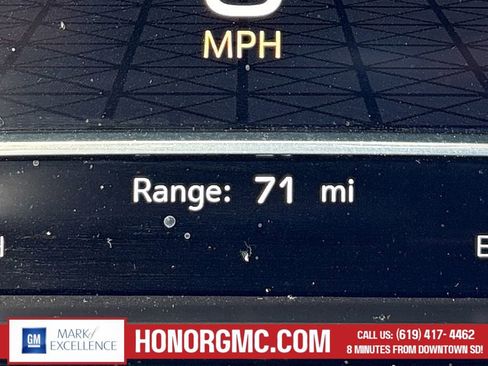 MPH
Range: 71 mi
GM
MARK of
EXCELLENCE
HONORGMC.COM
CALL US: (619) 417- 4462
8 MINUTES FROM DOWNTOWN SD!